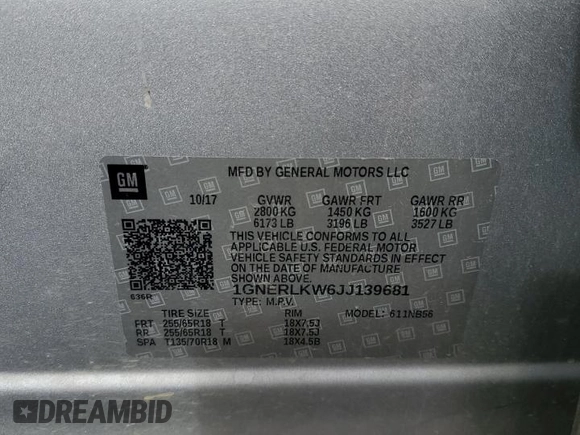 GM
MFD BY GENERAL MOTORS LLC
10/17 GVWR GAWR FRT GAWR RR
2800 KG 1450 KG 1600 KG
6173 LB 3196 LB 3527 LB
THIS VEHICLE CONFORMS TO ALL
APPLICABLE U.S. FEDERAL MOTOR
VEHICLE SAFETY STANDARDS IN EFFECT
ON THE DATE OF MANUFACTURE
SHOWN ABOVE.
1GNERLKW6JJ139681
636R
TYPE: M.P.V.
TIRE SIZE RIM MODEL: 611NB56
FRT 255/65R18 T 18X7.5J
RR 255/65R18 T 18X7.5J
SPA T135/70R18 M 18X4.5B
DREAMBID